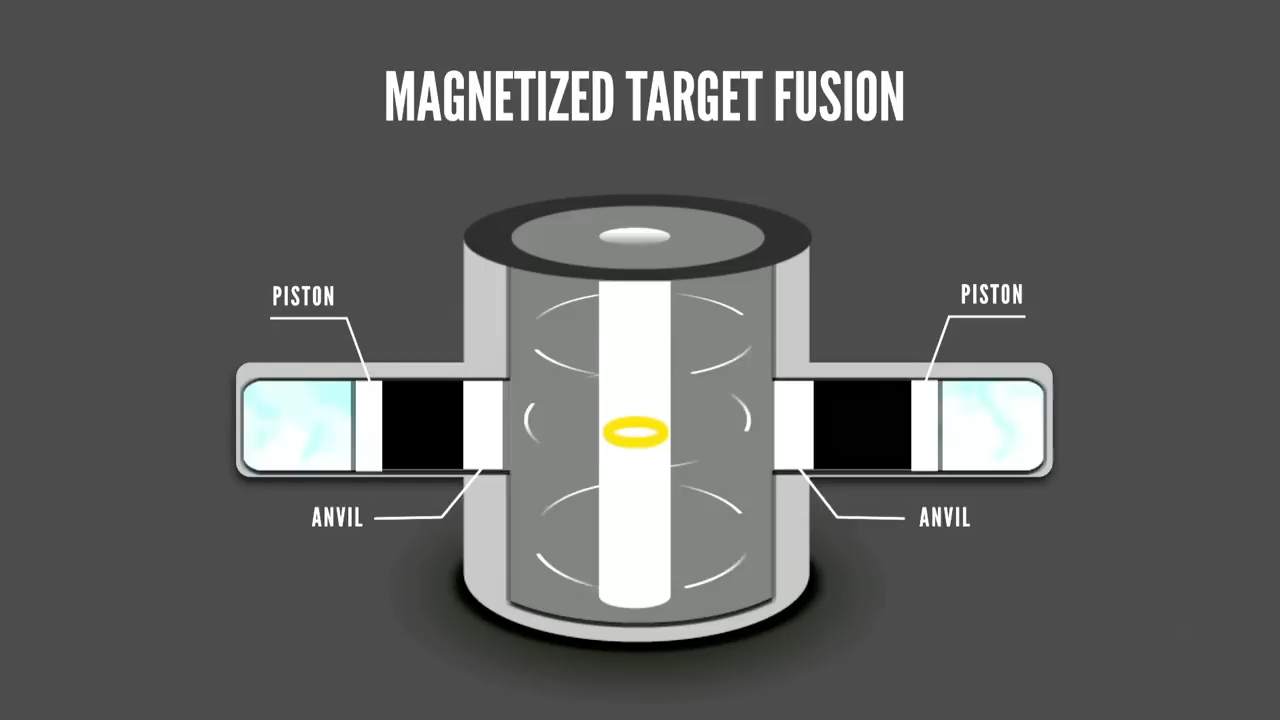 MAGNETIZED TARGET FUSION
PISTON
PISTON
ANVIL
ANVIL